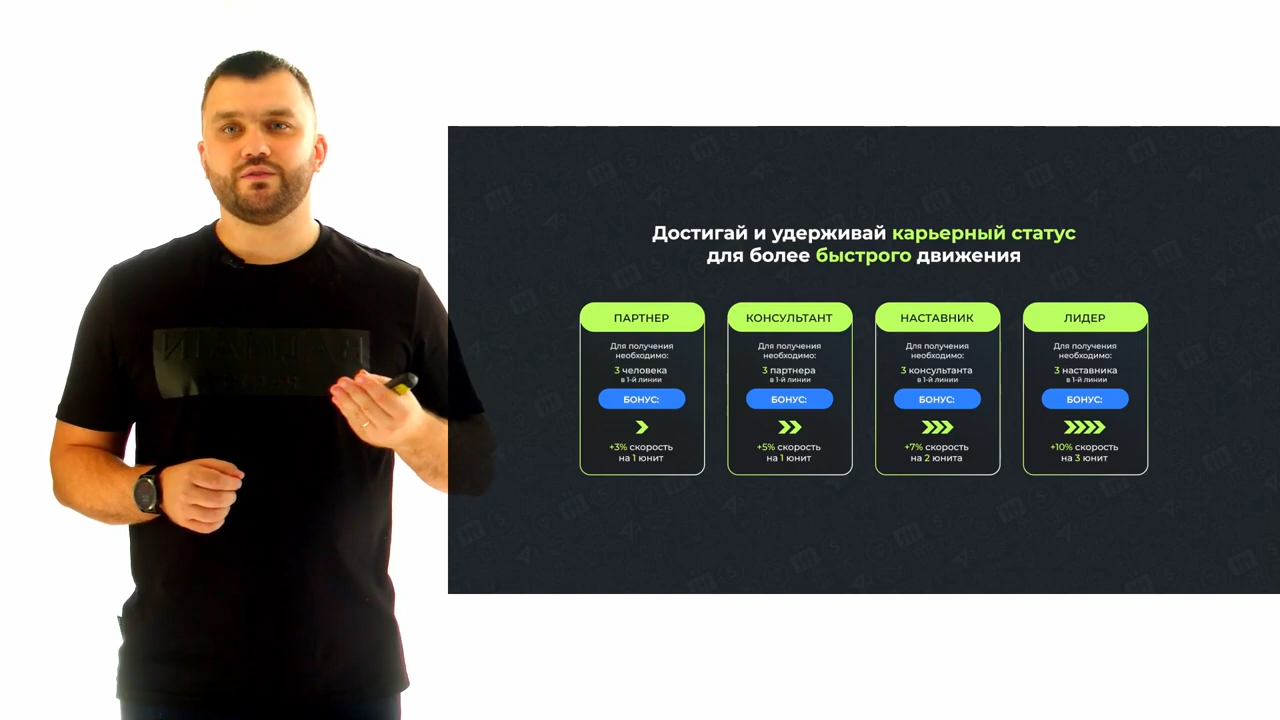 Достигай и удерживай карьерный статус
для более быстрого движения
ПАРТНЕР
Для получения
необходимо:
3 человека
в 1-й линии
БОНУС:
+3% скорость
на 1 юнит
КОНСУЛЬТАНТ
Для получения
необходимо:
3 партнера
в 1-й линии
БОНУС:
+5% скорость
на 1 юнит
НАСТАВНИК
Для получения
необходимо:
3 консультанта
в 1-й линии
БОНУС:
+7% скорость
на 2 юнита
ЛИДЕР
Для получения
необходимо:
3 наставника
в 1-й линии
БОНУС:
+10% скорость
на 3 юнит